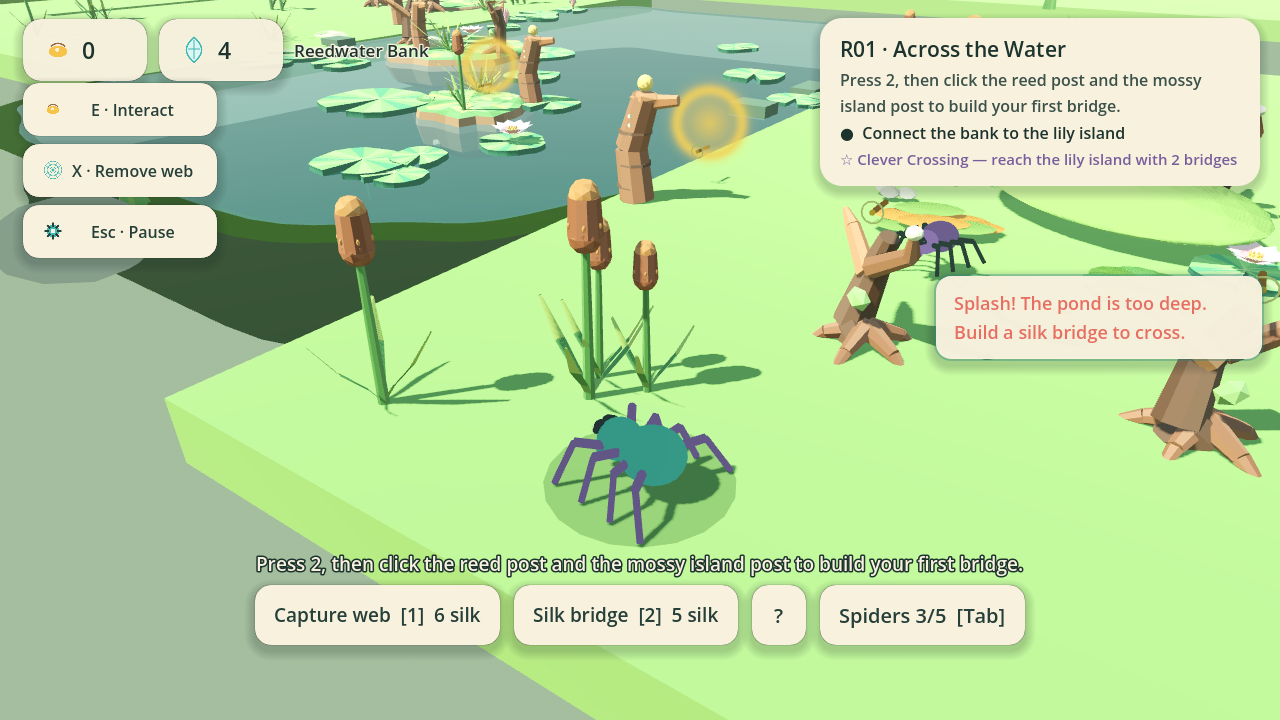 0
4
Reedwater Bank
E · Interact
X · Remove web
Esc · Pause
R01 · Across the Water
Press 2, then click the reed post and the mossy
island post to build your first bridge.
● Connect the bank to the lily island
☆ Clever Crossing — reach the lily island with 2 bridges
Splash! The pond is too deep.
Build a silk bridge to cross.
Press 2, then click the reed post and the mossy island post to build your first bridge.
Capture web [1] 6 silk
Silk bridge [2] 5 silk
?
Spiders 3/5 [Tab]